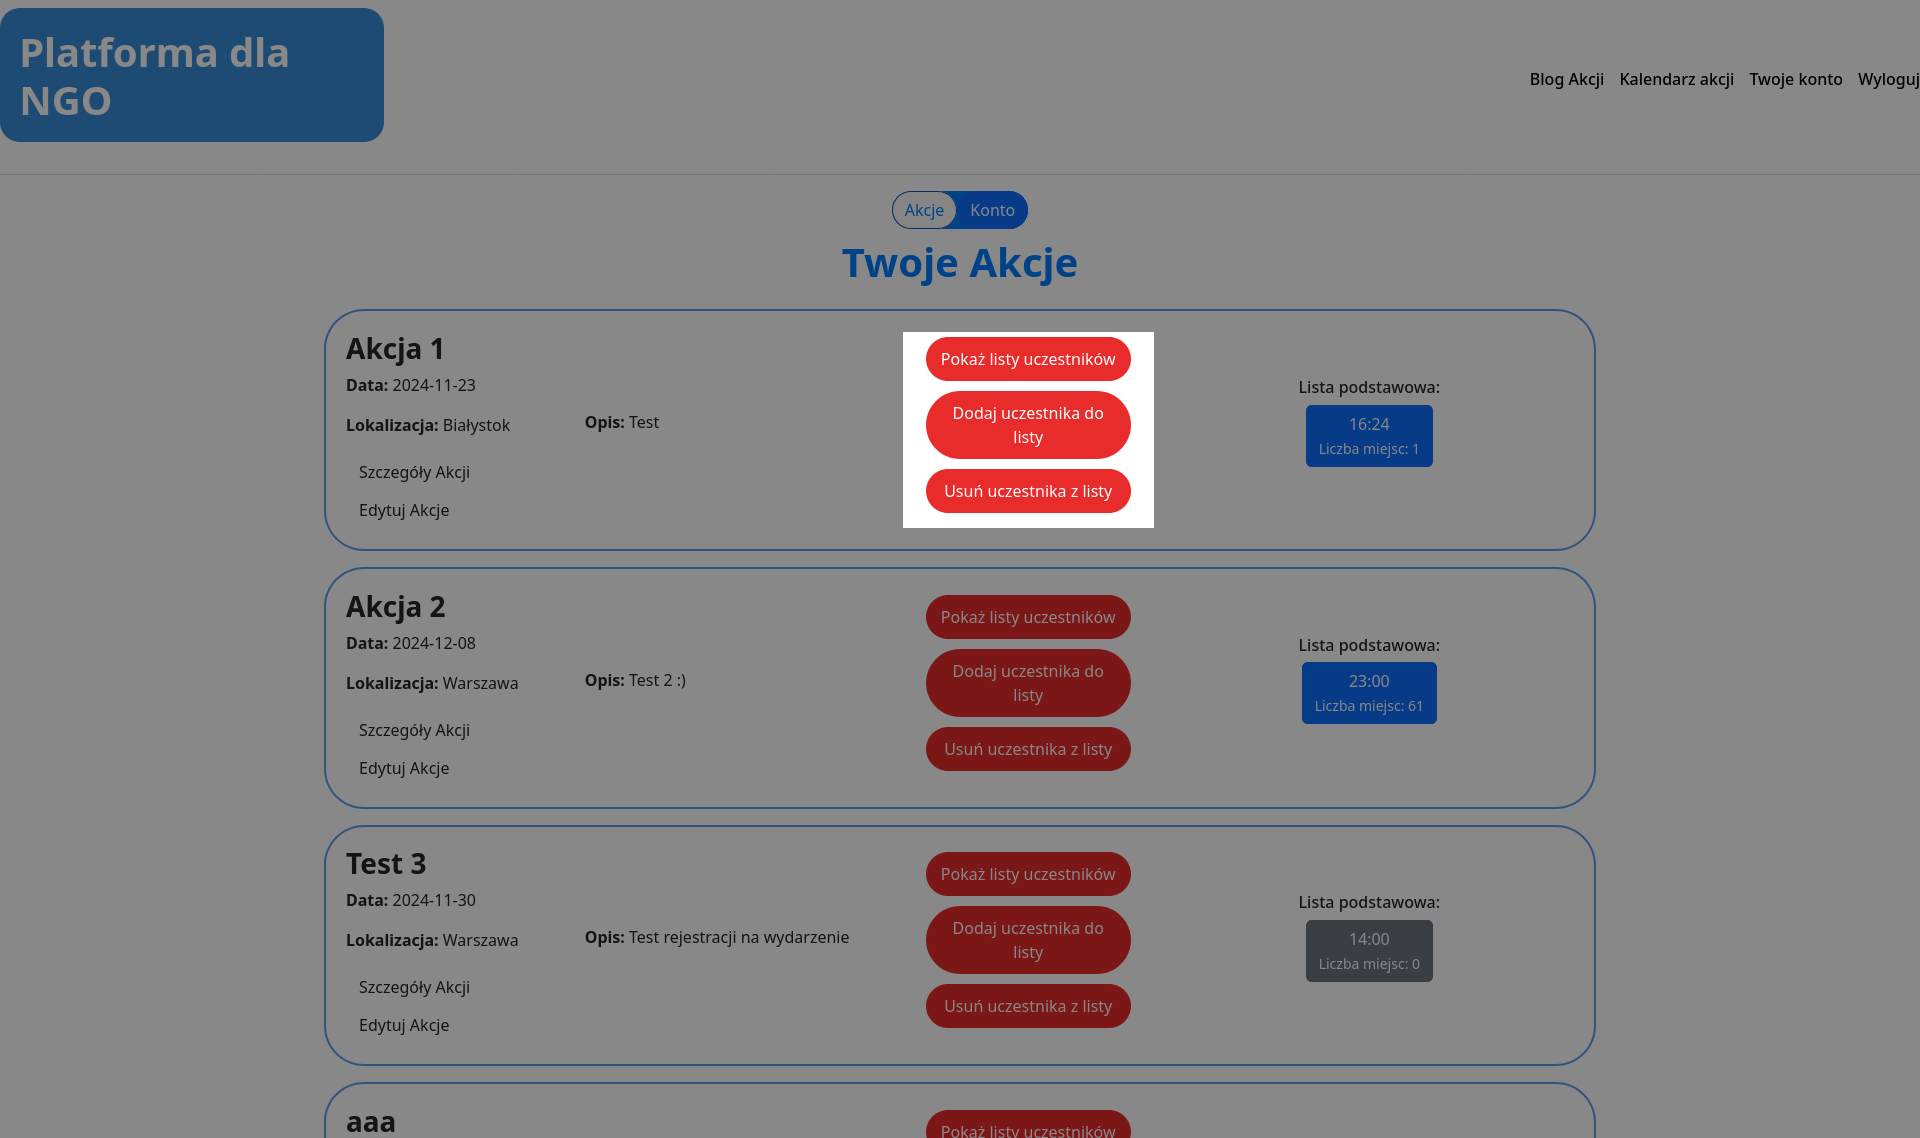 Platforma dla
NGO
Blog Akcji Kalendarz akcji Twoje konto Wyloguj
Akcje Konto
Twoje Akcje
Akcja 1
Data: 2024-11-23
Lokalizacja: Białystok
Szczegóły Akcji
Edytuj Akcje
Opis: Test
Pokaż listy uczestników
Dodaj uczestnika do
listy
Usuń uczestnika z listy
Lista podstawowa:
16:24
Liczba miejsc: 1
Akcja 2
Data: 2024-12-08
Lokalizacja: Warszawa
Szczegóły Akcji
Edytuj Akcje
Opis: Test 2 :)
Pokaż listy uczestników
Dodaj uczestnika do
listy
Usuń uczestnika z listy
Lista podstawowa:
23:00
Liczba miejsc: 61
Test 3
Data: 2024-11-30
Lokalizacja: Warszawa
Szczegóły Akcji
Edytuj Akcje
Opis: Test rejestracji na wydarzenie
Pokaż listy uczestników
Dodaj uczestnika do
listy
Usuń uczestnika z listy
Lista podstawowa:
14:00
Liczba miejsc: 0
aaa
Pokaż listy uczestników